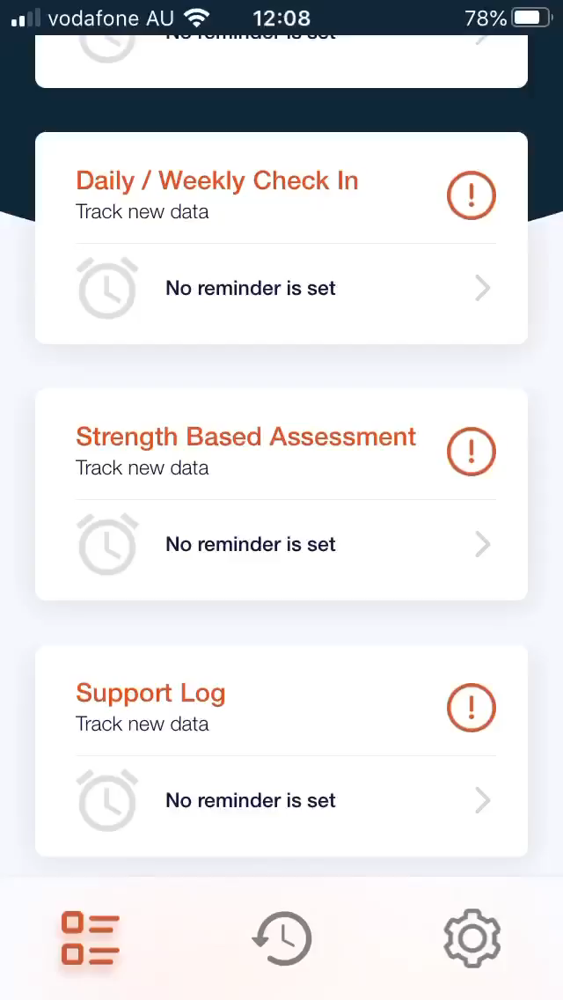 vodafone AU 12:08 78%
No reminder is set
Daily / Weekly Check In
Track new data
No reminder is set
Strength Based Assessment
Track new data
No reminder is set
Support Log
Track new data
No reminder is set